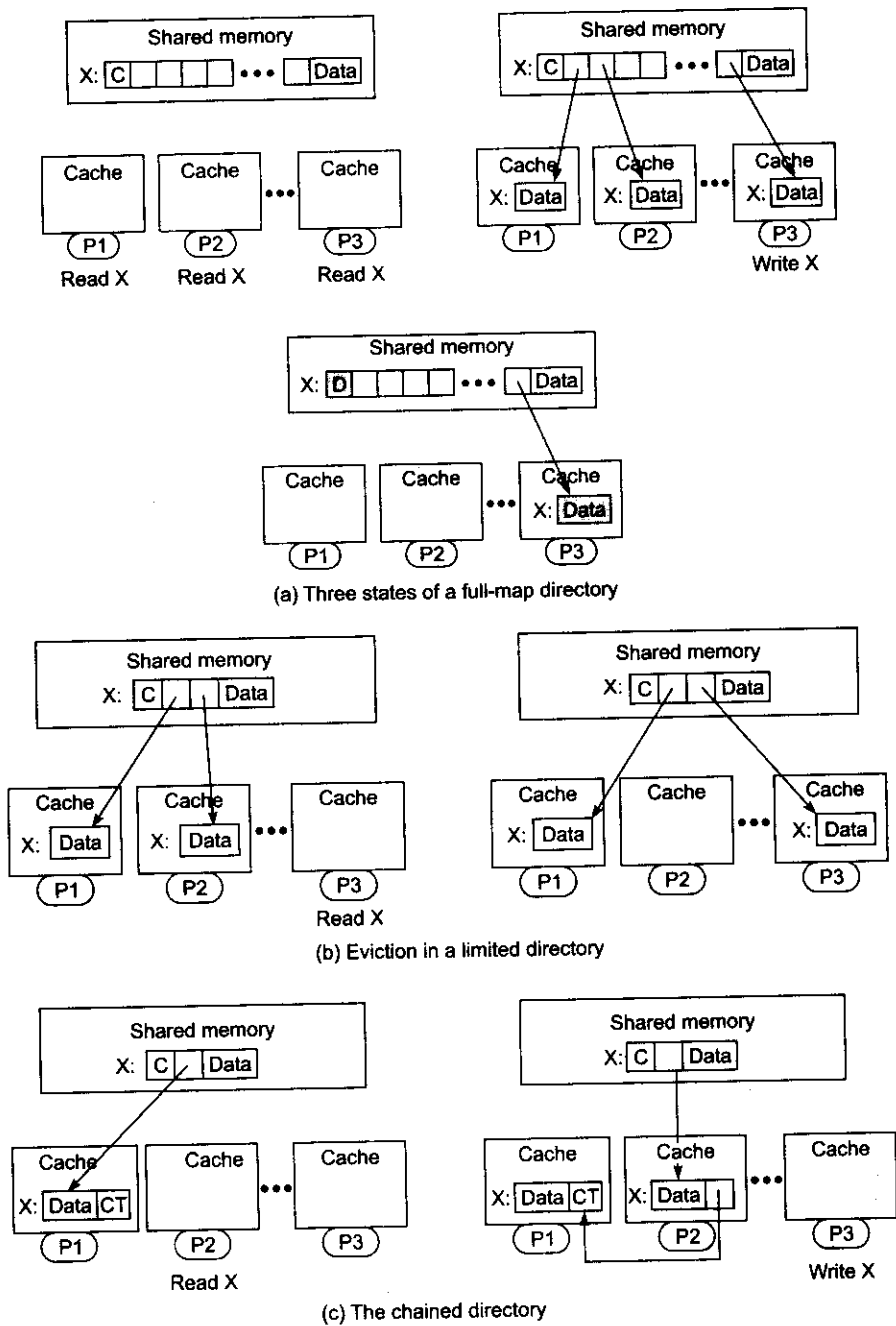 Shared memory
X: C ••• Data
Cache
Cache
•••
Cache
P1
P2
P3
Read X
Read X
Read X
Shared memory
X: C ••• Data
Cache
X: Data
Cache
X: Data
•••
Cache
X: Data
P1
P2
P3
Write X
Shared memory
X: D ••• Data
Cache
Cache
•••
Cache
X: Data
P1
P2
P3
(a) Three states of a full-map directory
Shared memory
X: C Data
Cache
X: Data
Cache
X: Data
•••
Cache
P1
P2
P3
Read X
Shared memory
X: C Data
Cache
X: Data
Cache
•••
Cache
X: Data
P1
P2
P3
(b) Eviction in a limited directory
Shared memory
X: C Data
Cache
X: Data CT
Cache
•••
Cache
P1
P2
P3
Read X
Shared memory
X: C Data
Cache
X: Data CT
Cache
X: Data
•••
Cache
P1
P2
P3
Write X
(c) The chained directory